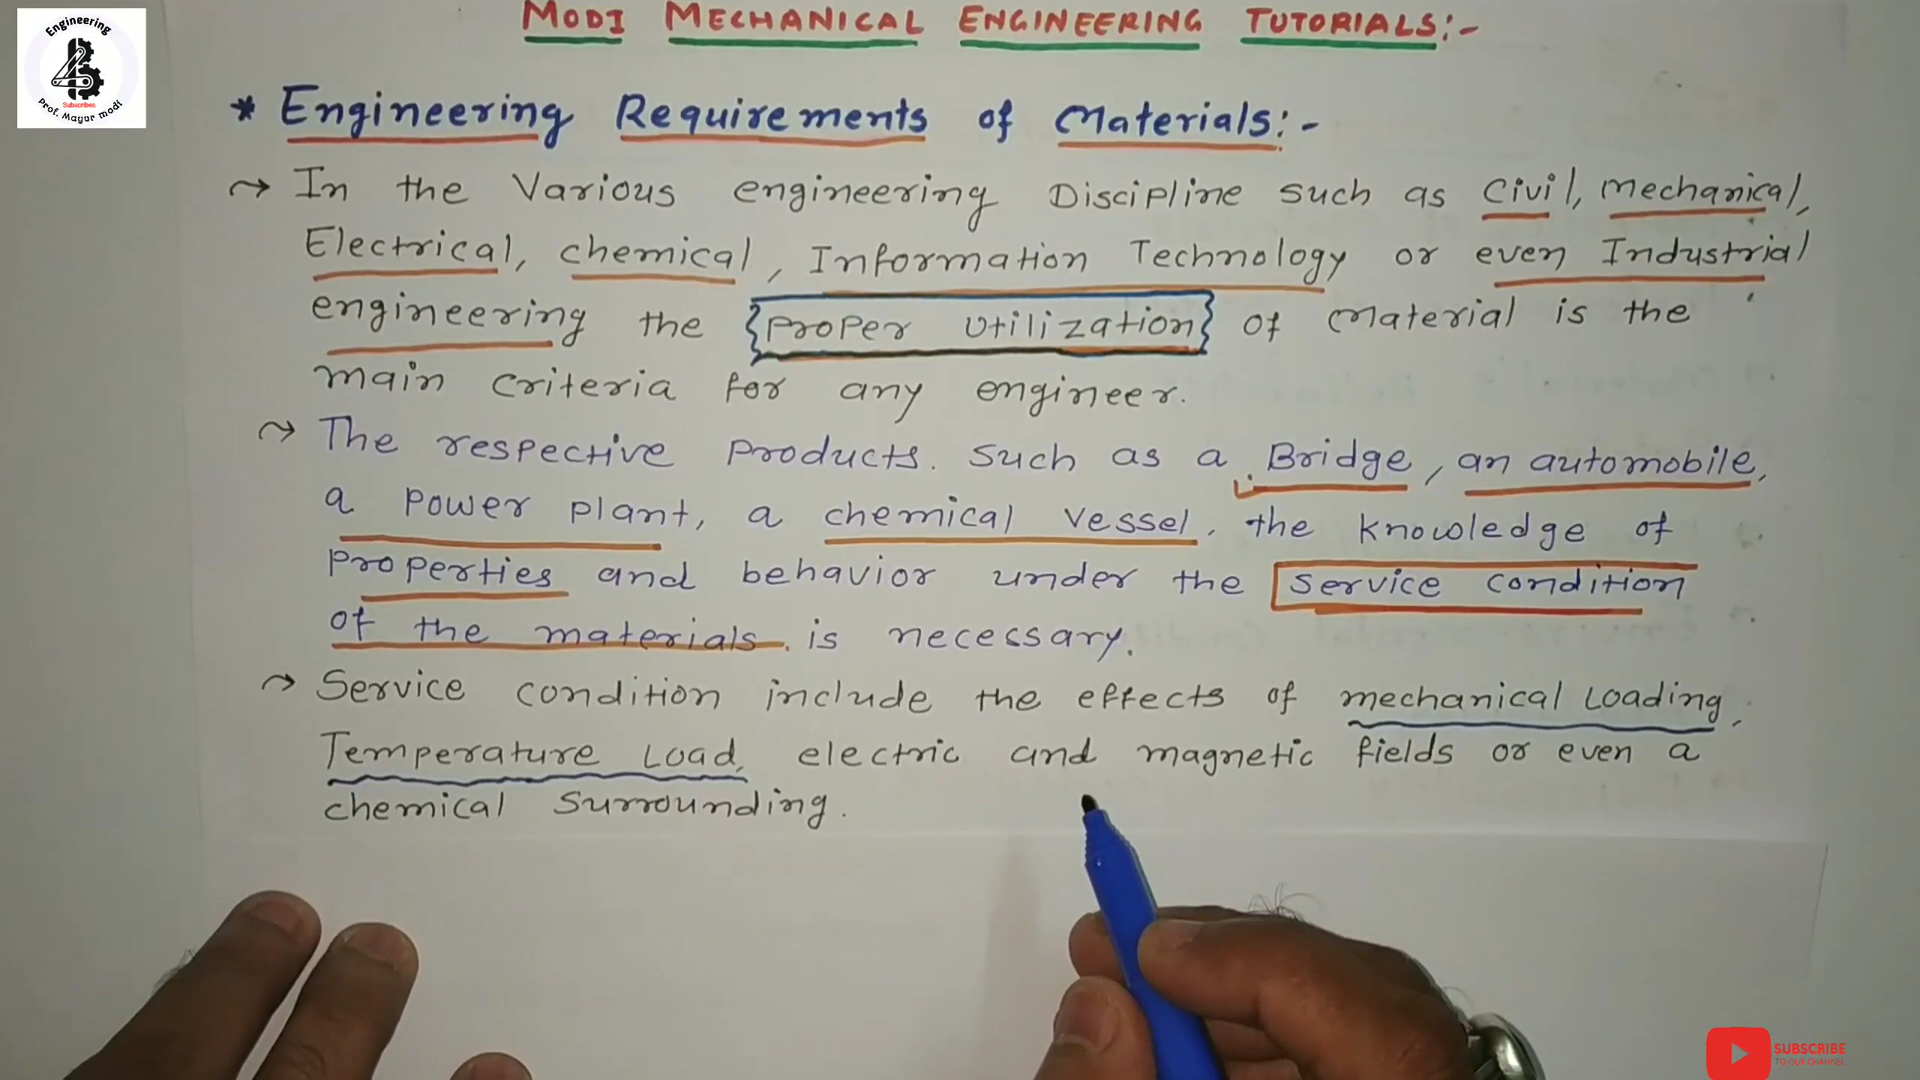 Engineering
Subscribes
Prof. Mayur modi
MODI MECHANICAL ENGINEERING TUTORIALS:-
* Engineering Requirements of Materials:-
→ In the Various engineering Discipline such as Civil, Mechanical,
Electrical, chemical, Information Technology or even Industrial
engineering the {Proper Utilization} of Material is the
main criteria for any engineer.
→ The respective Products. Such as a Bridge, an automobile,
a Power plant, a chemical vessel, the knowledge of
Properties and behavior under the Service condition
of the materials. is necessary.
→ Service condition include the effects of mechanical Loading,
Temperature Load, electric and magnetic fields or even a
chemical Surrounding.
SUBSCRIBE
TO OUR CHANNEL